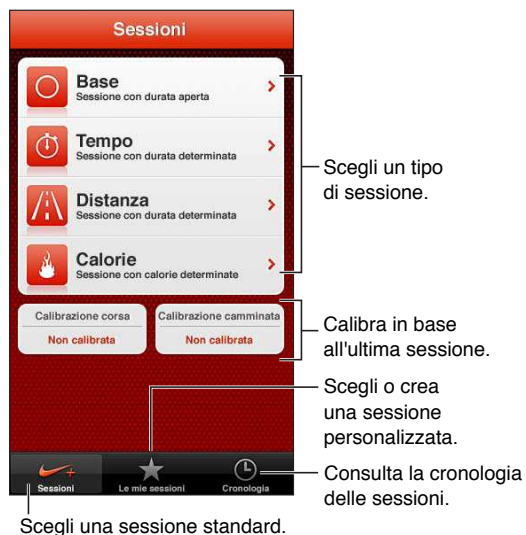 Sessioni
Base
Sessione con durata aperta
Tempo
Sessione con durata determinata
Distanza
Sessione con durata determinata
Calorie
Sessione con calorie determinate
Scegli un tipo
di sessione.
Calibrazione corsa
Non calibrata
Calibrazione camminata
Non calibrata
Calibra in base
all'ultima sessione.
Scegli o crea
una sessione
personalizzata.
Sessioni
Le mie sessioni
Cronologia
Consulta la cronologia
delle sessioni.
Scegli una sessione standard.